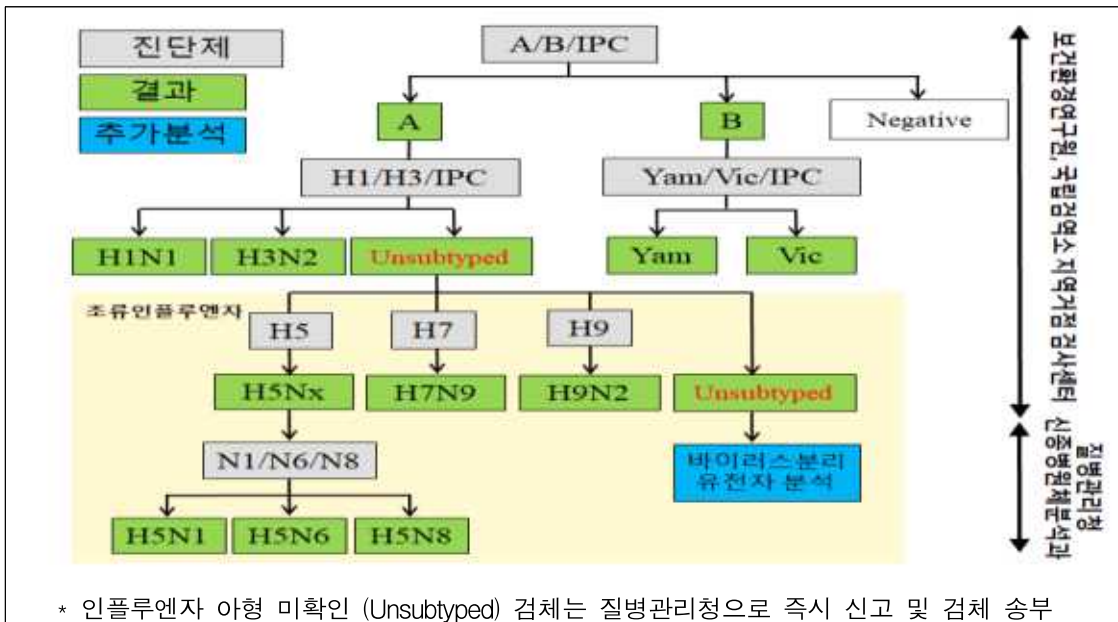 진단제
결과
추가분석
A/B/IPC
A
B
Negative
H1/H3/IPC
Yam/Vic/IPC
H1N1
H3N2
Unsubtyped
Yam
Vic
조류인플루엔자
H5
H7
H9
H5Nx
H7N9
H9N2
Unsubtyped
N1/N6/N8
바이러스분리
유전자 분석
H5N1
H5N6
H5N8
보건환경연구원, 국립검역소 지역거점 검사센터
질병관리청
신종병원체분석과
* 인플루엔자 아형 미확인 (Unsubtyped) 검체는 질병관리청으로 즉시 신고 및 검체 송부